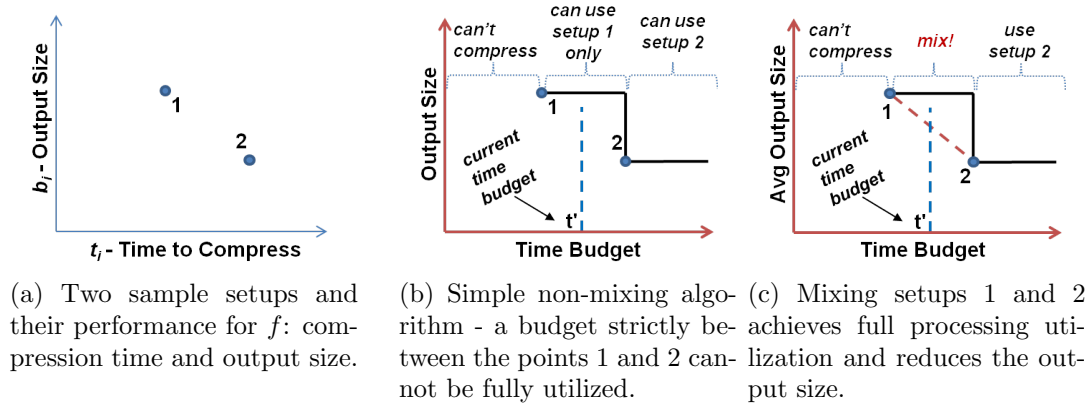 b_i - Output Size
1
2
t_i - Time to Compress
(a) Two sample setups and
their performance for f: com-
pression time and output size.
can't
compress
can use
setup 1
only
can use
setup 2
Output Size
1
2
current
time
budget
t'
Time Budget
(b) Simple non-mixing algo-
rithm - a budget strictly be-
tween the points 1 and 2 can-
not be fully utilized.
can't
compress
mix!
use
setup 2
Avg Output Size
1
2
current
time
budget
t'
Time Budget
(c) Mixing setups 1 and 2
achieves full processing uti-
lization and reduces the out-
put size.